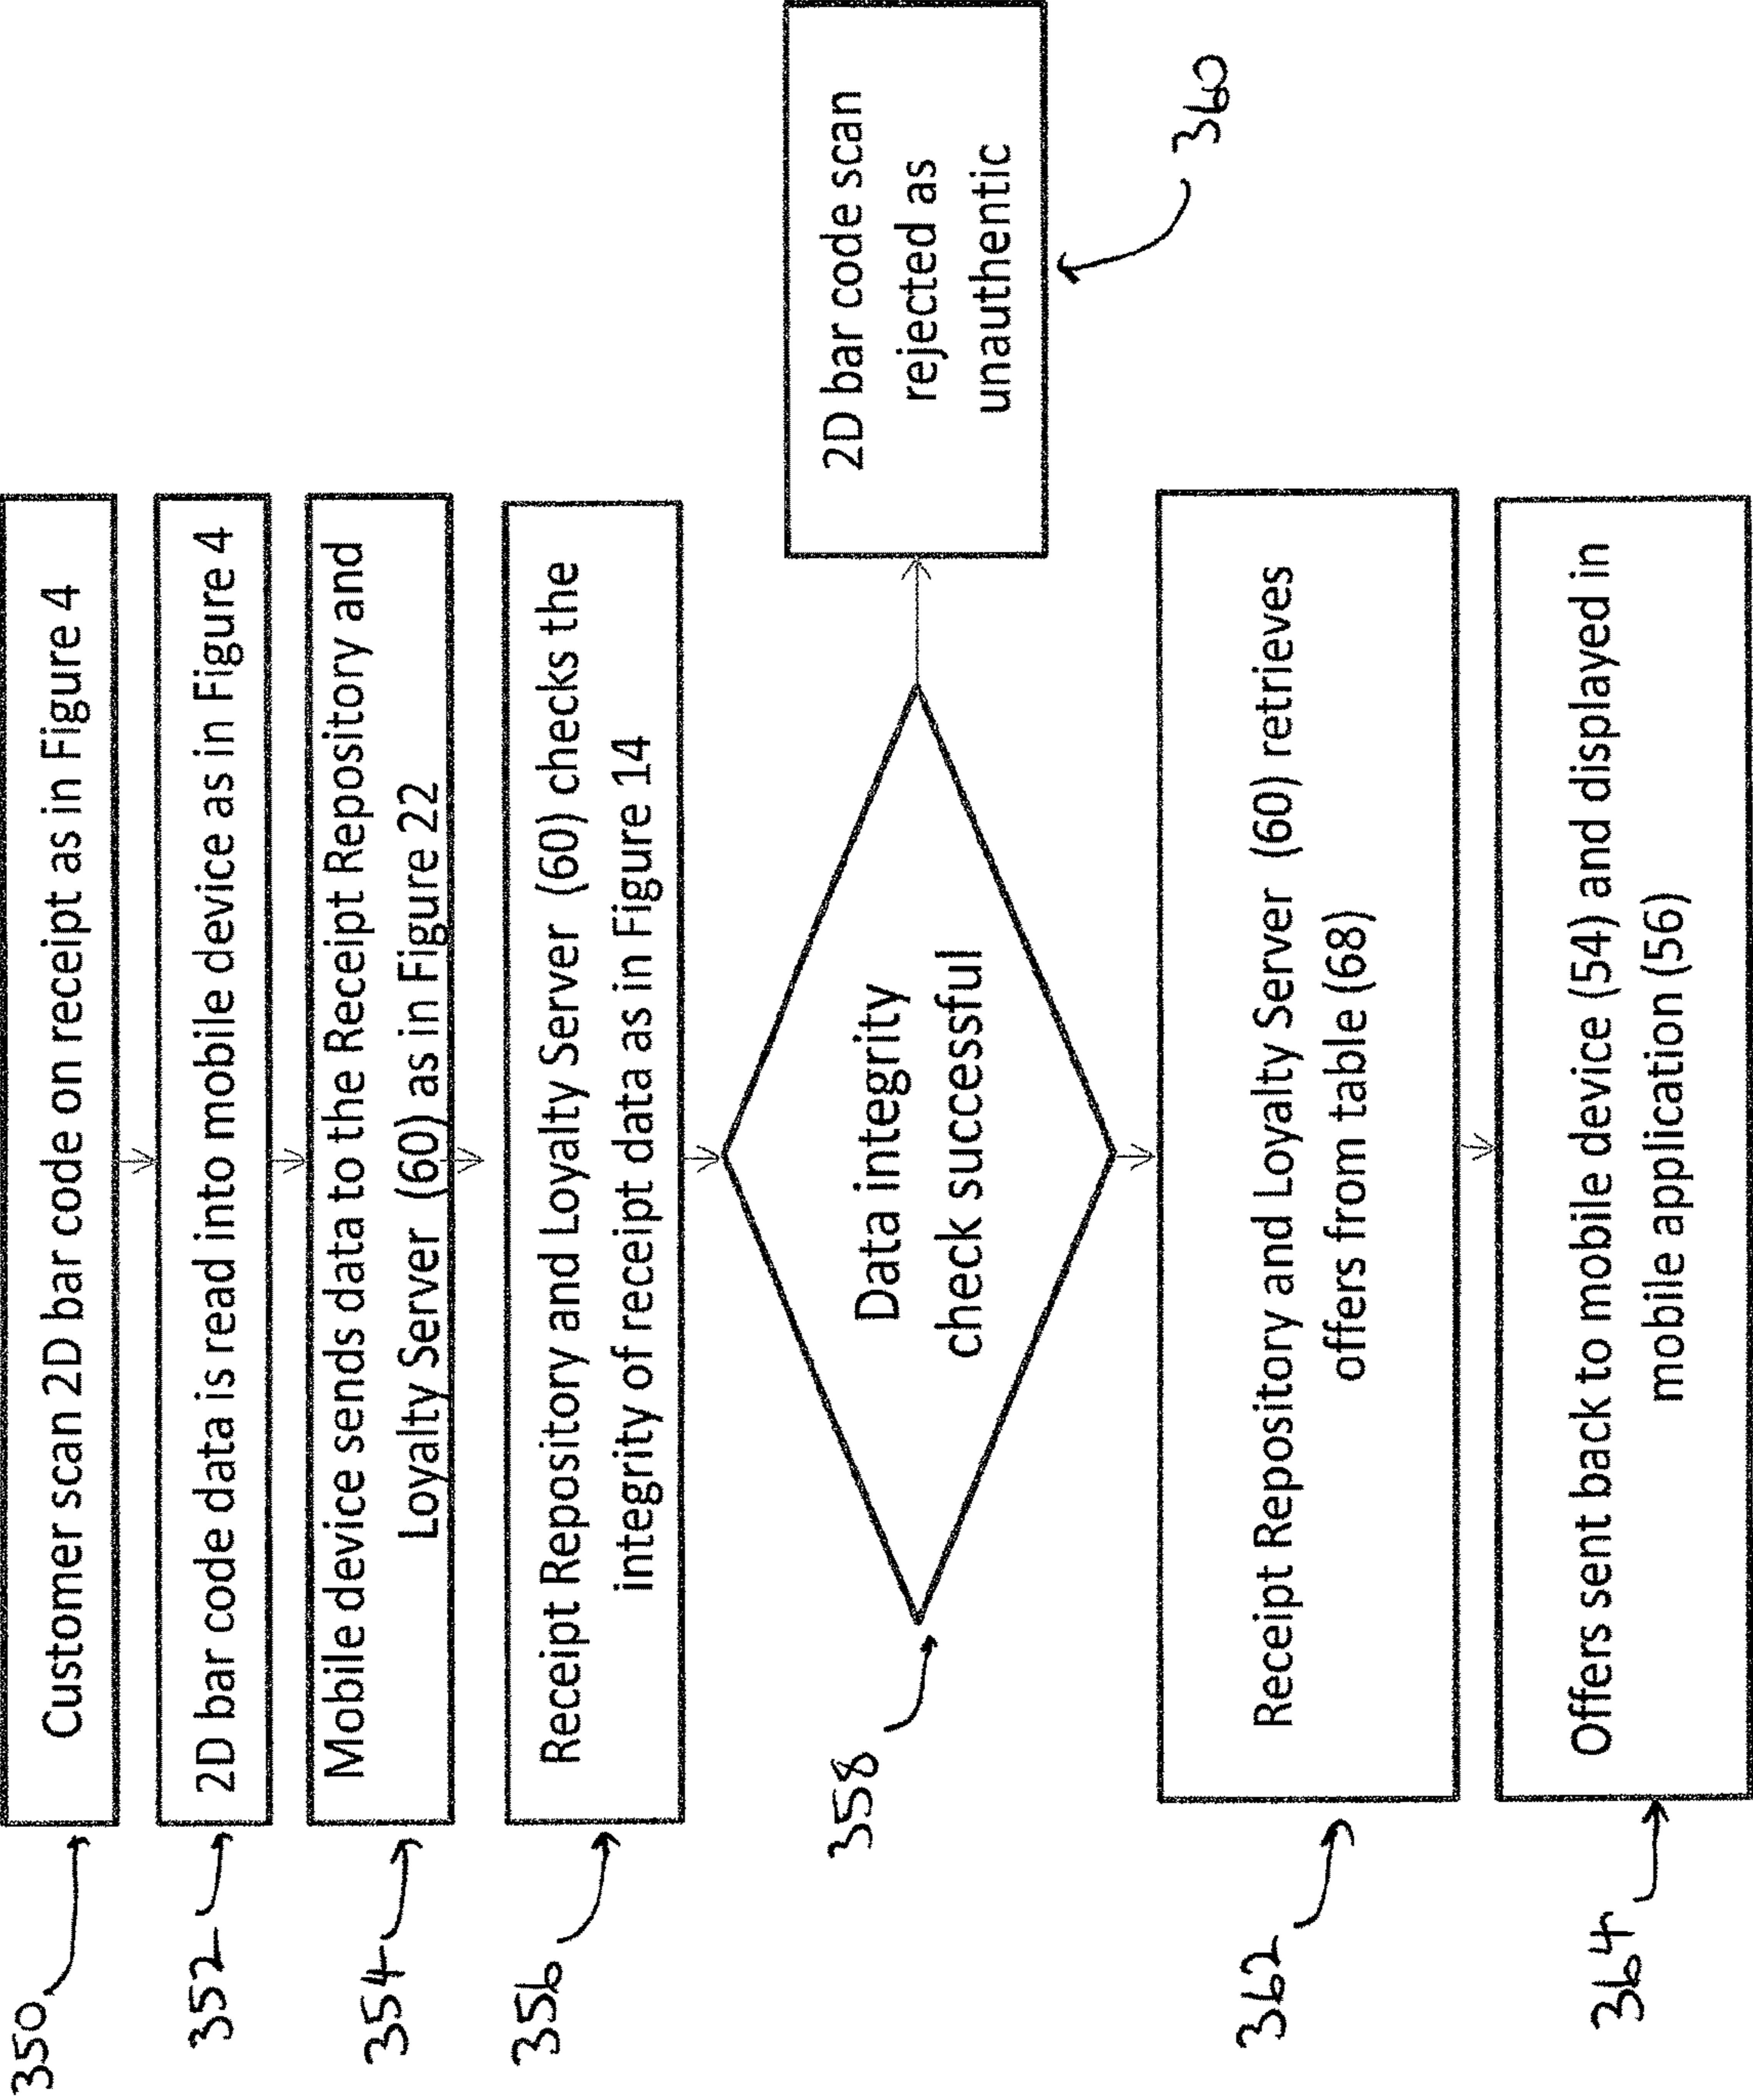 350
Customer scan 2D bar code on receipt as in Figure 4
352
2D bar code data is read into mobile device as in Figure 4
354
Mobile device sends data to the Receipt Repository and
Loyalty Server (60) as in Figure 22
356
Receipt Repository and Loyalty Server (60) checks the
integrity of receipt data as in Figure 14
358
Data integrity
check successful
2D bar code scan
rejected as
unauthentic
360
362
Receipt Repository and Loyalty Server (60) retrieves
offers from table (68)
364
Offers sent back to mobile device (54) and displayed in
mobile application (56)